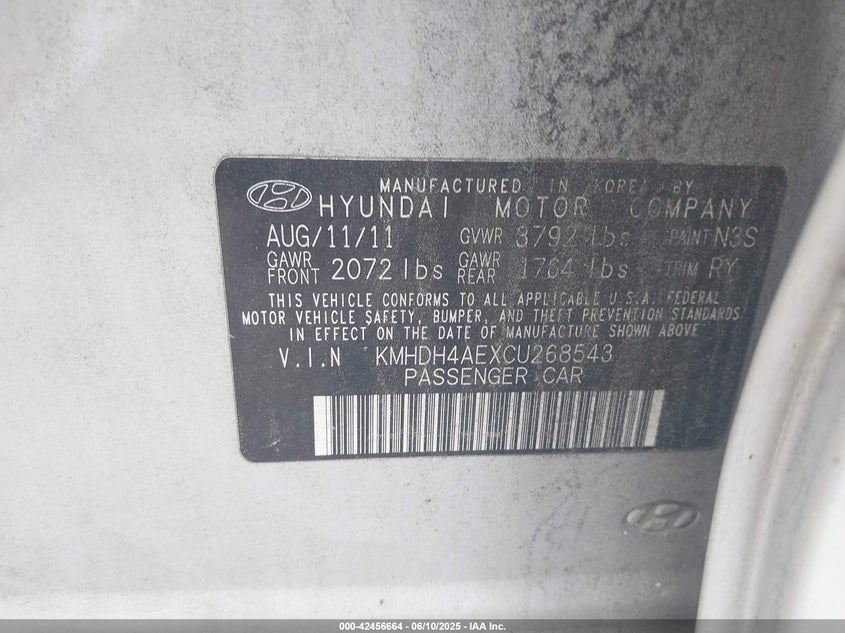 MANUFACTURED IN KOREA BY
HYUNDAI MOTOR COMPANY
AUG/11/11 GVWR 3792 lbs PAINT N3S
GAWR FRONT 2072 lbs GAWR REAR 1764 lbs TRIM RY
THIS VEHICLE CONFORMS TO ALL APPLICABLE U.S.A. FEDERAL
MOTOR VEHICLE SAFETY, BUMPER, AND THEFT PREVENTION STANDARDS
IN EFFECT ON THE DATE OF MANUFACTURE SHOWN ABOVE
V.I.N KMHDH4AEXCU268543
PASSENGER CAR
000-42456664 - 06/10/2025 - IAA Inc.